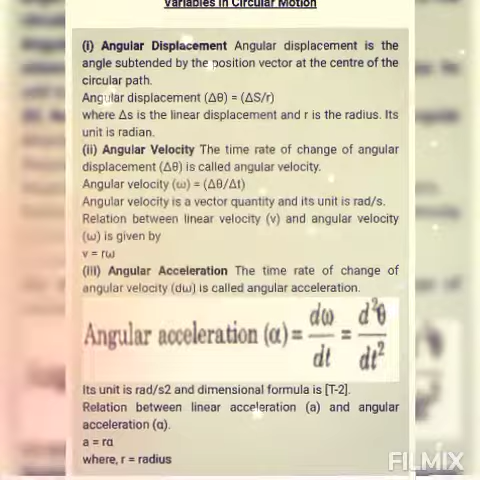 Variables in Circular Motion
(i) Angular Displacement Angular displacement is the
angle subtended by the position vector at the centre of the
circular path.
Angular displacement (Δθ) = (ΔS/r)
where Δs is the linear displacement and r is the radius. Its
unit is radian.
(ii) Angular Velocity The time rate of change of angular
displacement (Δθ) is called angular velocity.
Angular velocity (ω) = (Δθ/Δt)
Angular velocity is a vector quantity and its unit is rad/s.
Relation between linear velocity (v) and angular velocity
(ω) is given by
v = rω
(iii) Angular Acceleration The time rate of change of
angular velocity (dω) is called angular acceleration.
Angular acceleration (α) = dω/dt = d²θ/dt²
Its unit is rad/s2 and dimensional formula is [T-2].
Relation between linear acceleration (a) and angular
acceleration (α).
a = rα
where, r = radius
FILMIX